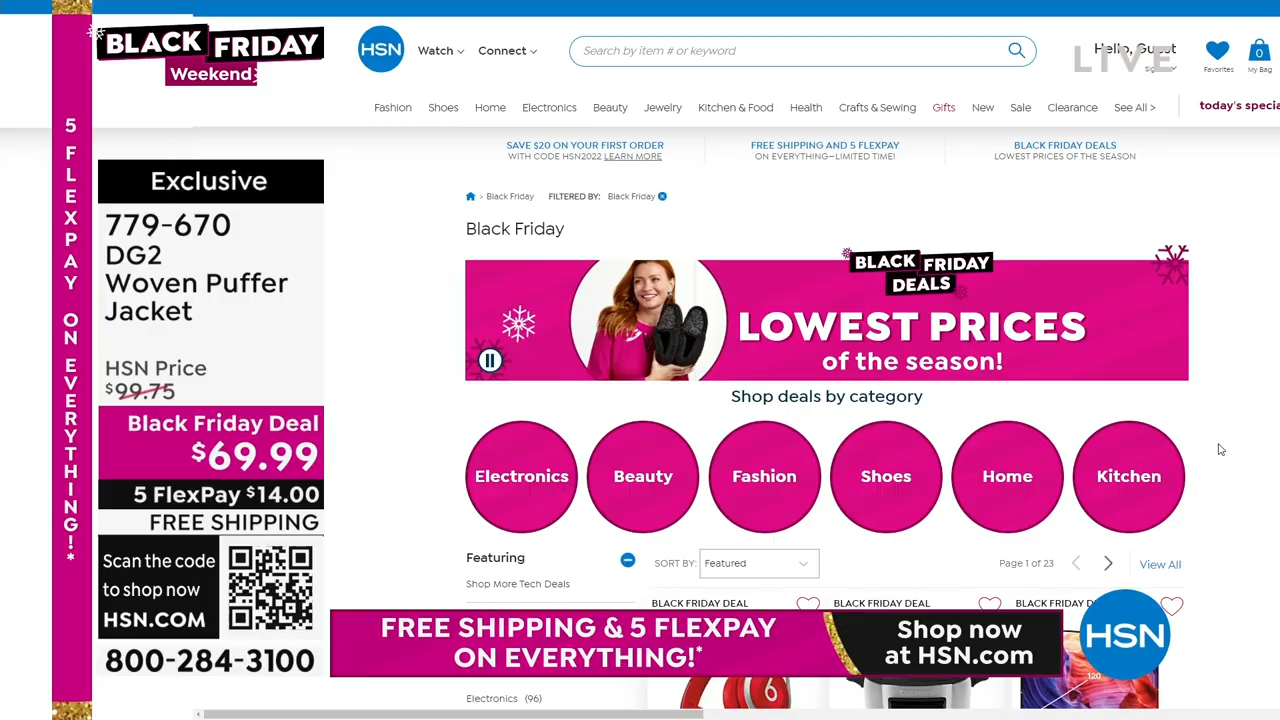 BLACK FRIDAY
Weekend
5 FLEXPAY ON EVERYTHING!*
Exclusive
779-670
DG2
Woven Puffer
Jacket
HSN Price
$99.75
Black Friday Deal
$69.99
5 FlexPay $14.00
FREE SHIPPING
Scan the code
to shop now
HSN.COM
800-284-3100
HSN
Watch
Connect
Search by item # or keyword
Hello, Guest
LIVE
Favorites
0
My Bag
Fashion Shoes Home Electronics Beauty Jewelry Kitchen & Food Health Crafts & Sewing Gifts New Sale Clearance See All >
today's specia
SAVE $20 ON YOUR FIRST ORDER
WITH CODE HSN2022 LEARN MORE
FREE SHIPPING AND 5 FLEXPAY
ON EVERYTHING—LIMITED TIME!
BLACK FRIDAY DEALS
LOWEST PRICES OF THE SEASON
> Black Friday FILTERED BY: Black Friday
Black Friday
BLACK FRIDAY
DEALS
LOWEST PRICES
of the season!
Shop deals by category
Electronics Beauty Fashion Shoes Home Kitchen
Featuring
SORT BY: Featured
Page 1 of 23
View All
Shop More Tech Deals
BLACK FRIDAY DEAL
BLACK FRIDAY DEAL
BLACK FRIDAY D
FREE SHIPPING & 5 FLEXPAY
ON EVERYTHING!*
Shop now
at HSN.com
HSN
120
Electronics (96)